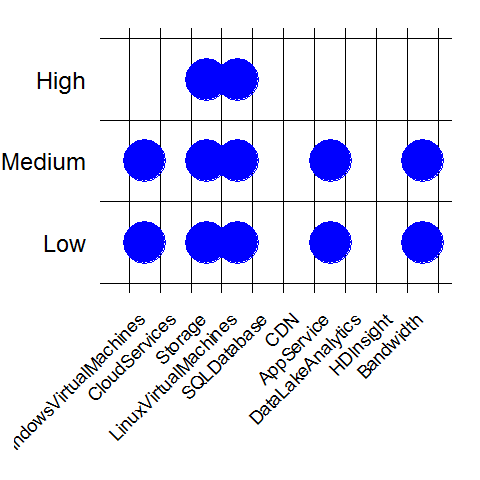 High
Medium
Low
ndowsVirtualMachines
CloudServices
Storage
LinuxVirtualMachines
SQLDatabase
CDN
AppService
DataLakeAnalytics
HDInsight
Bandwidth